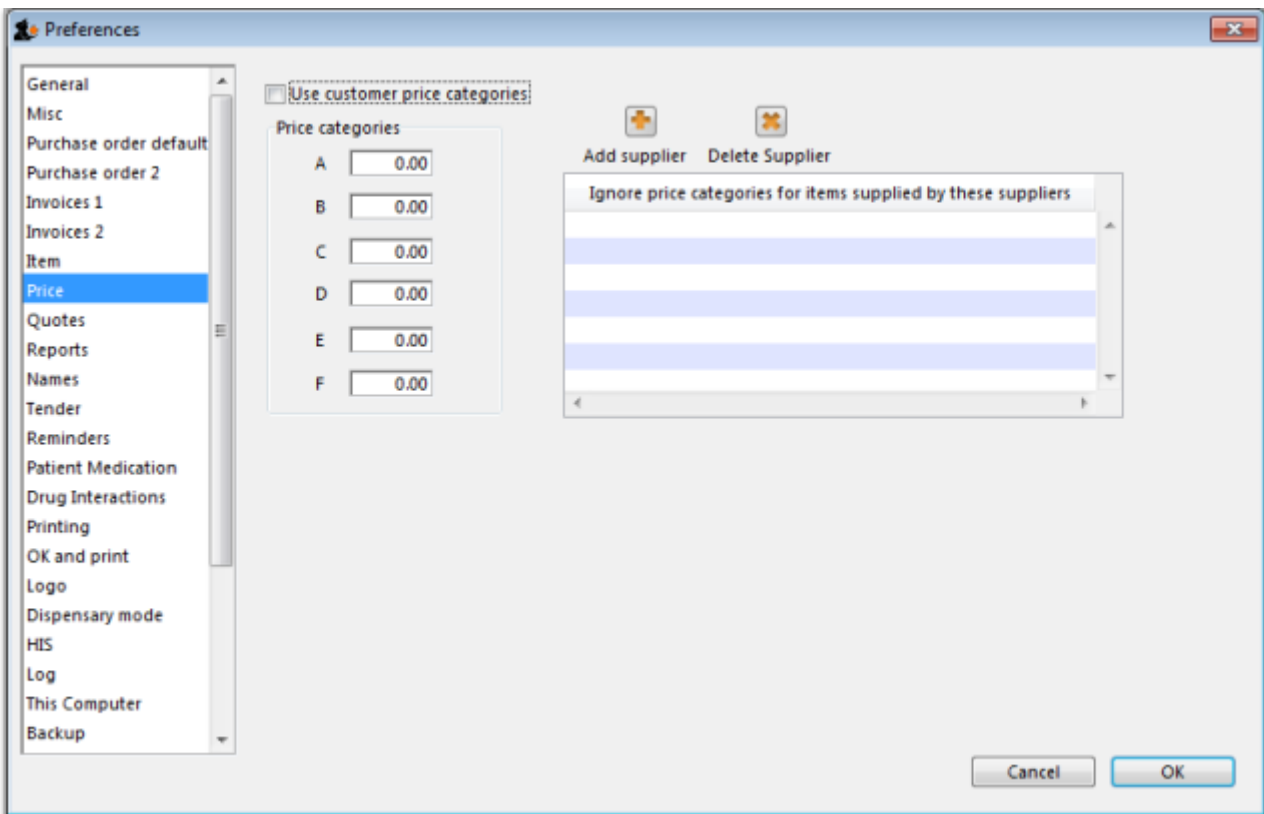 Preferences
General
Misc
Purchase order default
Purchase order 2
Invoices 1
Invoices 2
Item
Price
Quotes
Reports
Names
Tender
Reminders
Patient Medication
Drug Interactions
Printing
OK and print
Logo
Dispensary mode
HIS
Log
This Computer
Backup
Use customer price categories
Price categories
A 0.00
B 0.00
C 0.00
D 0.00
E 0.00
F 0.00
Add supplier Delete Supplier
Ignore price categories for items supplied by these suppliers
Cancel OK